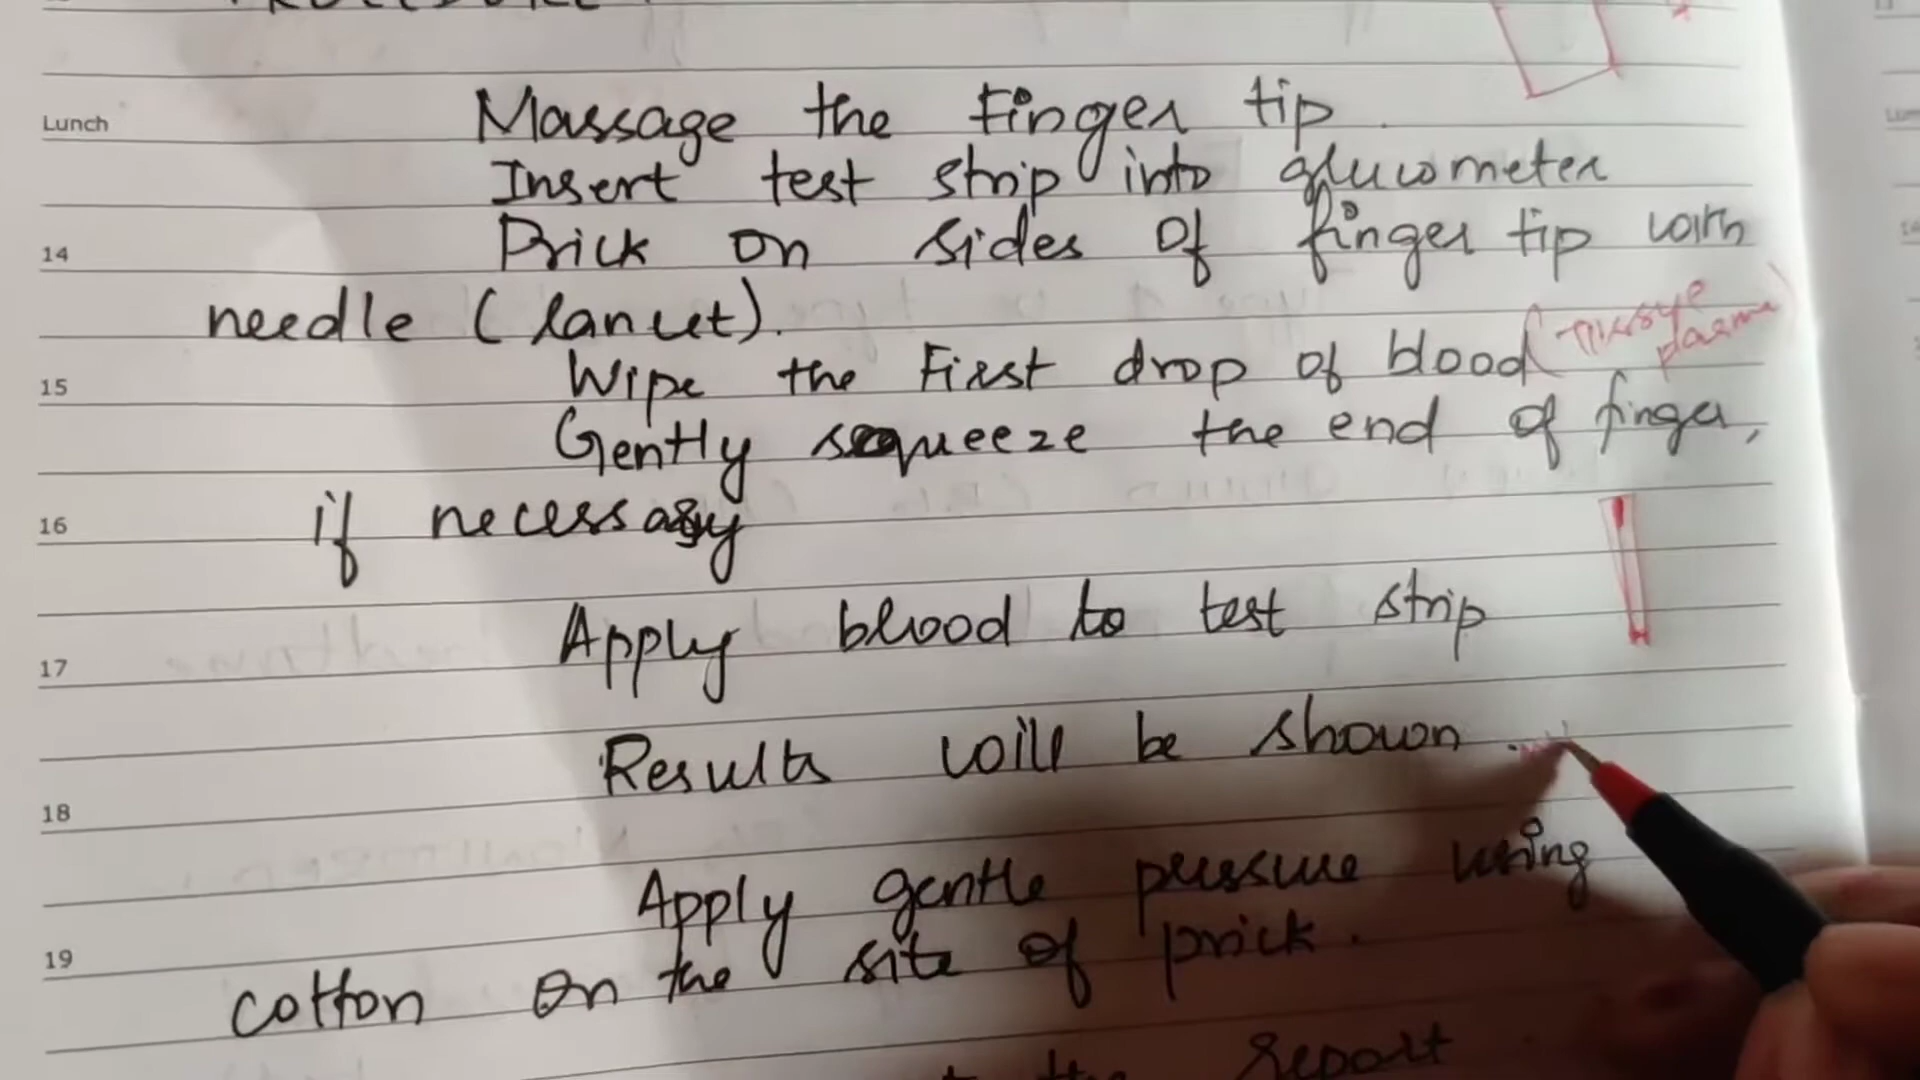 PROCEDURE:
Lunch
Massage the Finger tip.
Insert test strip into glucometer
14
Prick on sides of finger tip with
needle (lancet).
15
Wipe the First drop of blood (tissue plasma)
Gently squeeze the end of finger,
16
if necessary
17
Apply blood to test strip
Results will be shown
18
Apply gentle pressure using
19
cotton on the site of prick.
the report